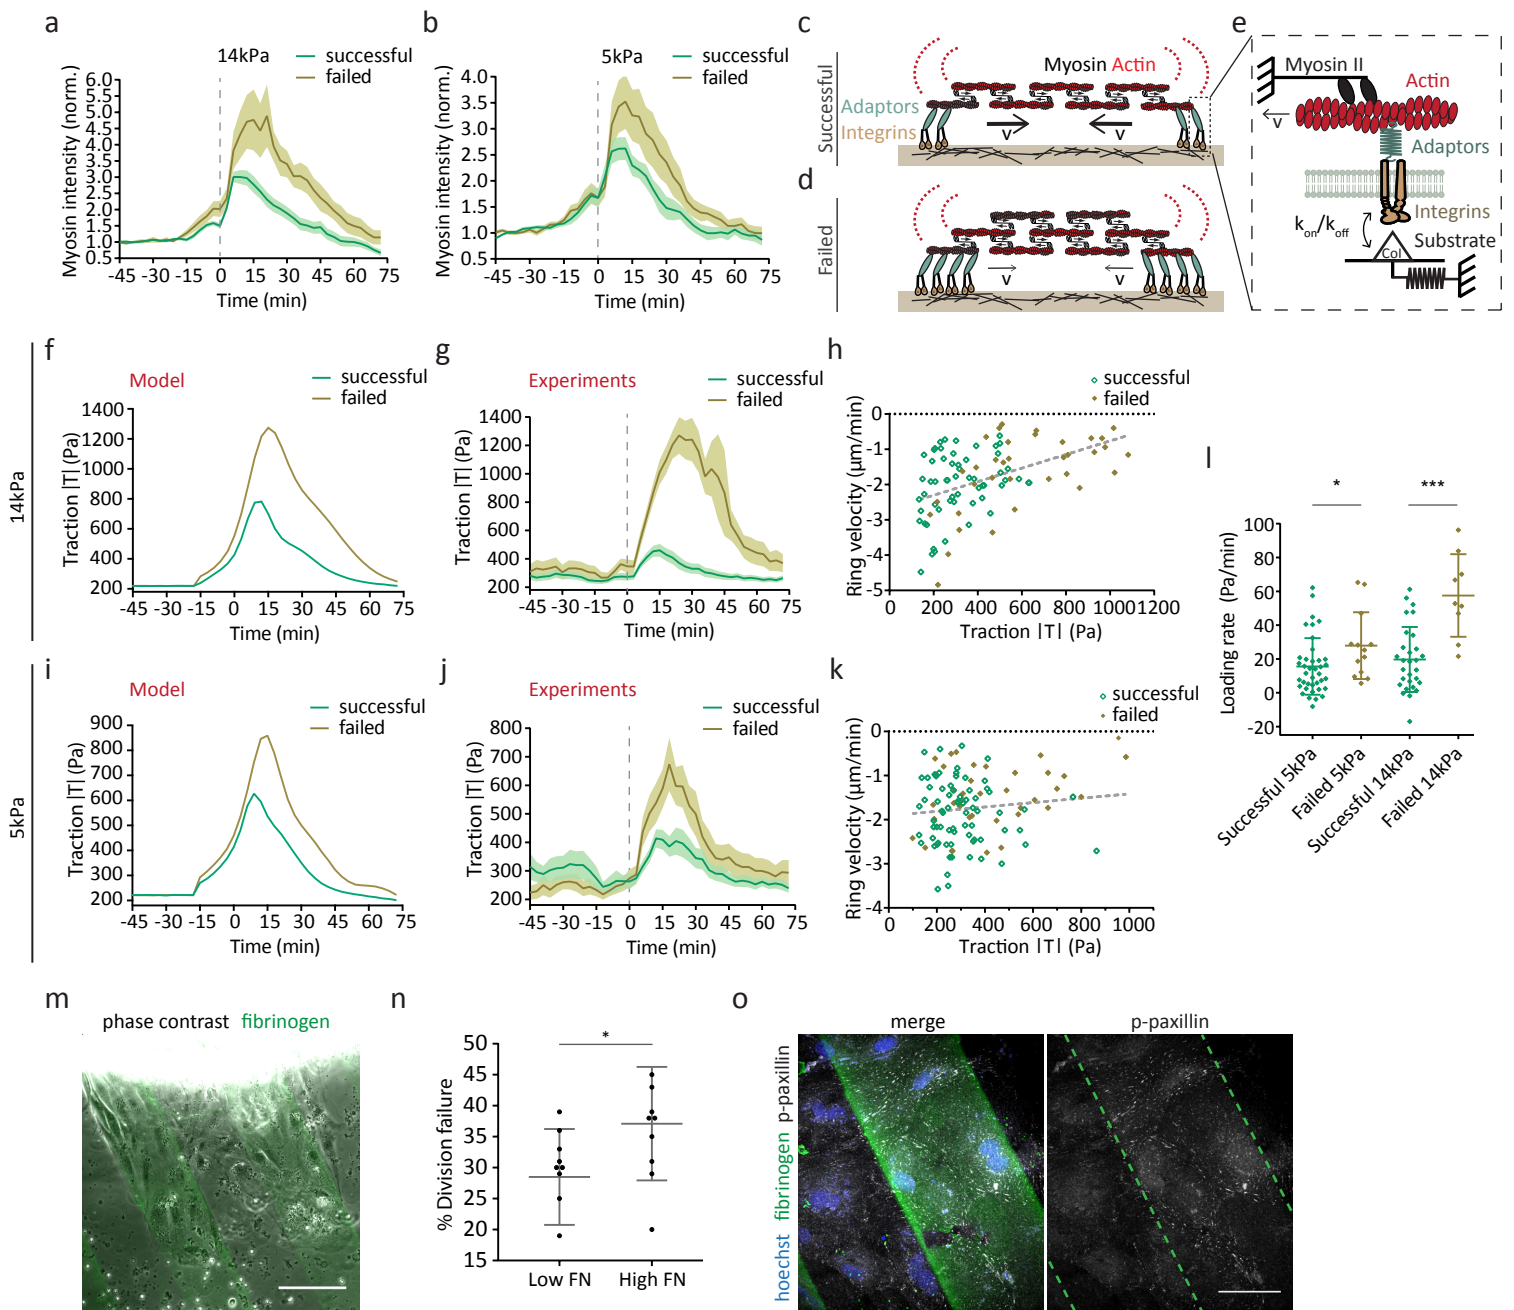 a
14kPa
successful
failed
Myosin intensity (norm.)
6.0
5.5
5.0
4.5
4.0
3.5
3.0
2.5
2.0
1.5
1.0
0.5
-45 -30 -15 0 15 30 45 60 75
Time (min)
b
5kPa
successful
failed
Myosin intensity (norm.)
4.0
3.5
3.0
2.5
2.0
1.5
1.0
0.5
-45 -30 -15 0 15 30 45 60 75
Time (min)
c
Successful
Myosin Actin
Adaptors
Integrins
v
v
d
Failed
v
v
e
Myosin II
Actin
v
Adaptors
Integrins
kon/koff
Substrate
Col
14kPa
f
Model
successful
failed
Traction |T| (Pa)
1400
1200
1000
800
600
400
200
-45 -30 -15 0 15 30 45 60 75
Time (min)
g
Experiments
successful
failed
Traction |T| (Pa)
1400
1200
1000
800
600
400
200
-45 -30 -15 0 15 30 45 60 75
Time (min)
h
successful
failed
Ring velocity (µm/min)
0
-1
-2
-3
-4
-5
0 200 400 600 800 1000 1200
Traction |T| (Pa)
5kPa
i
Model
successful
failed
Traction |T| (Pa)
900
800
700
600
500
400
300
200
-45 -30 -15 0 15 30 45 60 75
Time (min)
j
Experiments
successful
failed
Traction |T| (Pa)
800
700
600
500
400
300
200
-45 -30 -15 0 15 30 45 60 75
Time (min)
k
successful
failed
Ring velocity (µm/min)
0
-1
-2
-3
-4
0 200 400 600 800 1000
Traction |T| (Pa)
l
*
***
Loading rate (Pa/min)
100
80
60
40
20
0
-20
Successful 5kPa
Failed 5kPa
Successful 14kPa
Failed 14kPa
m
phase contrast fibrinogen
n
*
% Division failure
50
45
40
35
30
25
20
15
Low FN High FN
o
merge
p-paxillin
hoechst fibrinogen p-paxillin